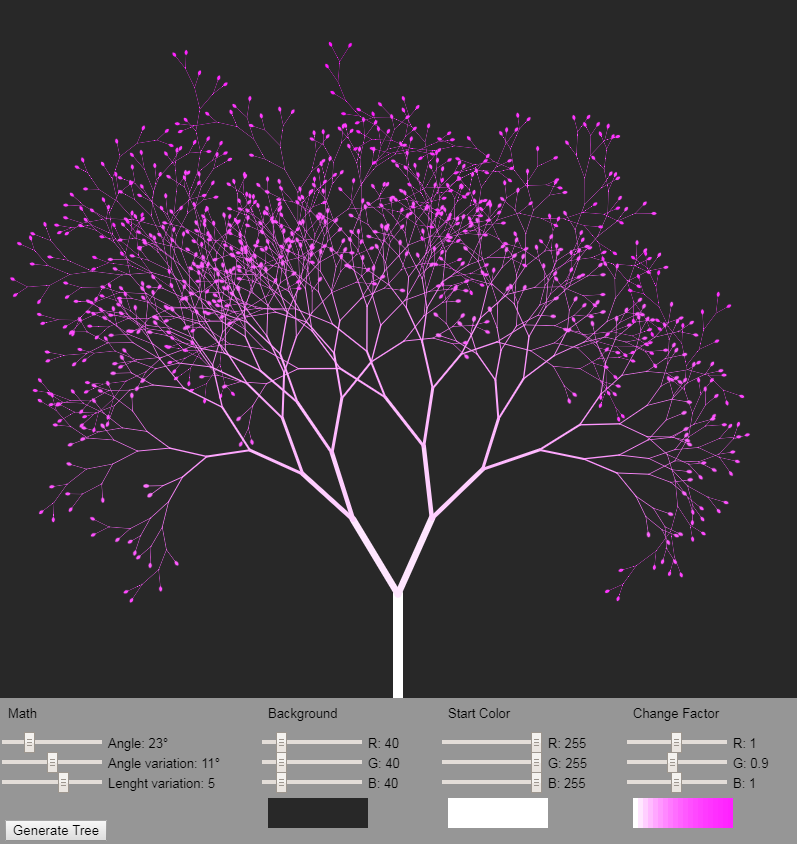 Math
Angle: 23°
Angle variation: 11°
Lenght variation: 5
Generate Tree
Background
R: 40
G: 40
B: 40
Start Color
R: 255
G: 255
B: 255
Change Factor
R: 1
G: 0.9
B: 1